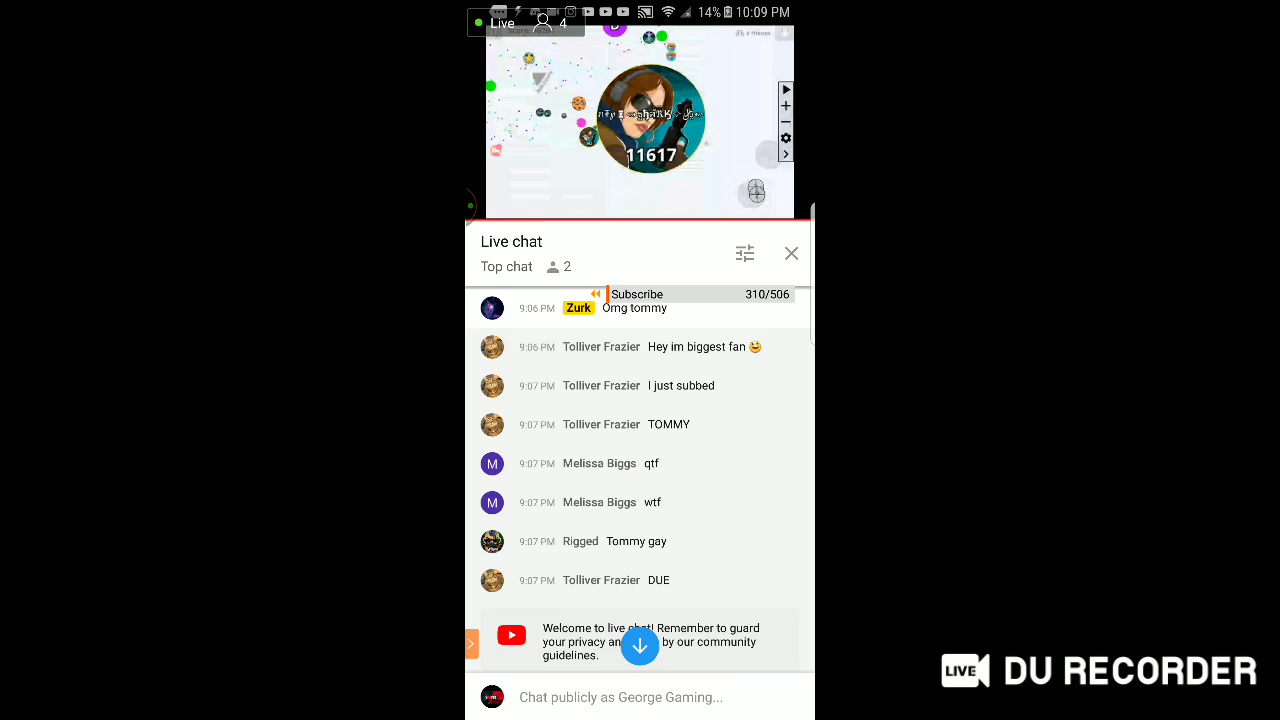 14% 10:09 PM
Live 4
11617
Live chat
Top chat 2
Subscribe 310/506
9:06 PM Zurk Omg tommy
9:06 PM Tolliver Frazier Hey im biggest fan 😆
9:07 PM Tolliver Frazier I just subbed
9:07 PM Tolliver Frazier TOMMY
M 9:07 PM Melissa Biggs qtf
M 9:07 PM Melissa Biggs wtf
9:07 PM Rigged Tommy gay
9:07 PM Tolliver Frazier DUE
Welcome to live chat! Remember to guard
your privacy and by our community
guidelines.
Chat publicly as George Gaming...
LIVE DU RECORDER